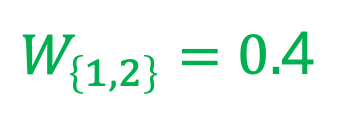 W_{1,2} = 0.4